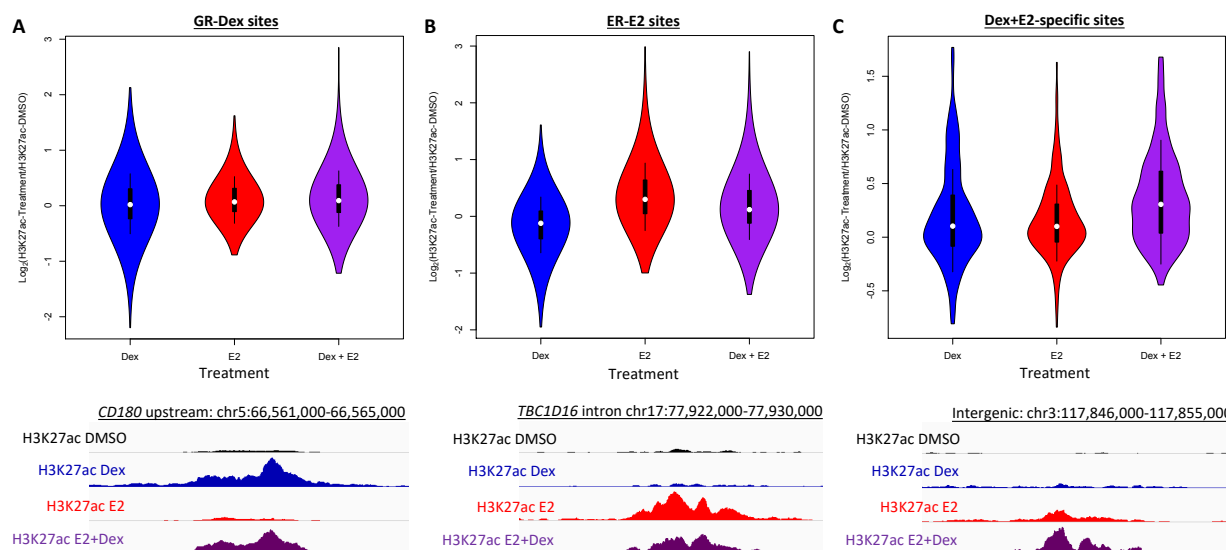 A
GR-Dex sites
Log2(H3K27ac-Treatment/H3K27ac-DMSO)
3
2
1
0
-1
-2
Dex
E2
Dex + E2
Treatment
CD180 upstream: chr5:66,561,000-66,565,000
H3K27ac DMSO
H3K27ac Dex
H3K27ac E2
H3K27ac E2+Dex
B
ER-E2 sites
Log2(H3K27ac-Treatment/H3K27ac-DMSO)
3
2
1
0
-1
-2
Dex
E2
Dex + E2
Treatment
TBC1D16 intron chr17:77,922,000-77,930,000
H3K27ac DMSO
H3K27ac Dex
H3K27ac E2
H3K27ac E2+Dex
C
Dex+E2-specific sites
Log2(H3K27ac-Treatment/H3K27ac-DMSO)
1.5
1.0
0.5
0.0
-0.5
Dex
E2
Dex + E2
Treatment
Intergenic: chr3:117,846,000-117,855,000
H3K27ac DMSO
H3K27ac Dex
H3K27ac E2
H3K27ac E2+Dex